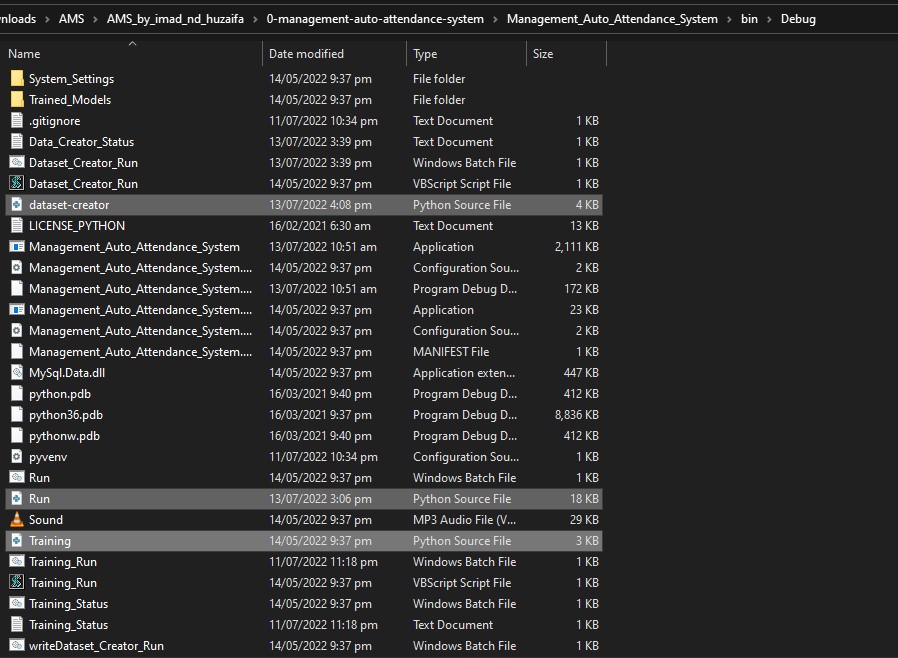 nloads > AMS > AMS_by_imad_nd_huzaifa > 0-management-auto-attendance-system > Management_Auto_Attendance_System > bin > Debug
Name Date modified Type Size
System_Settings 14/05/2022 9:37 pm File folder
Trained_Models 14/05/2022 9:37 pm File folder
.gitignore 11/07/2022 10:34 pm Text Document 1 KB
Data_Creator_Status 13/07/2022 3:39 pm Text Document 1 KB
Dataset_Creator_Run 13/07/2022 3:39 pm Windows Batch File 1 KB
Dataset_Creator_Run 14/05/2022 9:37 pm VBScript Script File 1 KB
dataset-creator 13/07/2022 4:08 pm Python Source File 4 KB
LICENSE_PYTHON 16/02/2021 6:30 am Text Document 13 KB
Management_Auto_Attendance_System 13/07/2022 10:51 am Application 2,111 KB
Management_Auto_Attendance_System.... 14/05/2022 9:37 pm Configuration Sou... 2 KB
Management_Auto_Attendance_System.... 13/07/2022 10:51 am Program Debug D... 172 KB
Management_Auto_Attendance_System.... 14/05/2022 9:37 pm Application 23 KB
Management_Auto_Attendance_System.... 14/05/2022 9:37 pm Configuration Sou... 2 KB
Management_Auto_Attendance_System.... 14/05/2022 9:37 pm MANIFEST File 1 KB
MySql.Data.dll 14/05/2022 9:37 pm Application exten... 447 KB
python.pdb 16/03/2021 9:40 pm Program Debug D... 412 KB
python36.pdb 16/03/2021 9:37 pm Program Debug D... 8,836 KB
pythonw.pdb 16/03/2021 9:40 pm Program Debug D... 412 KB
pyvenv 11/07/2022 10:34 pm Configuration Sou... 1 KB
Run 14/05/2022 9:37 pm Windows Batch File 1 KB
Run 13/07/2022 3:06 pm Python Source File 18 KB
Sound 14/05/2022 9:37 pm MP3 Audio File (V... 29 KB
Training 14/05/2022 9:37 pm Python Source File 3 KB
Training_Run 11/07/2022 11:18 pm Windows Batch File 1 KB
Training_Run 14/05/2022 9:37 pm VBScript Script File 1 KB
Training_Status 14/05/2022 9:37 pm Windows Batch File 1 KB
Training_Status 11/07/2022 11:18 pm Text Document 1 KB
writeDataset_Creator_Run 14/05/2022 9:37 pm Windows Batch File 1 KB